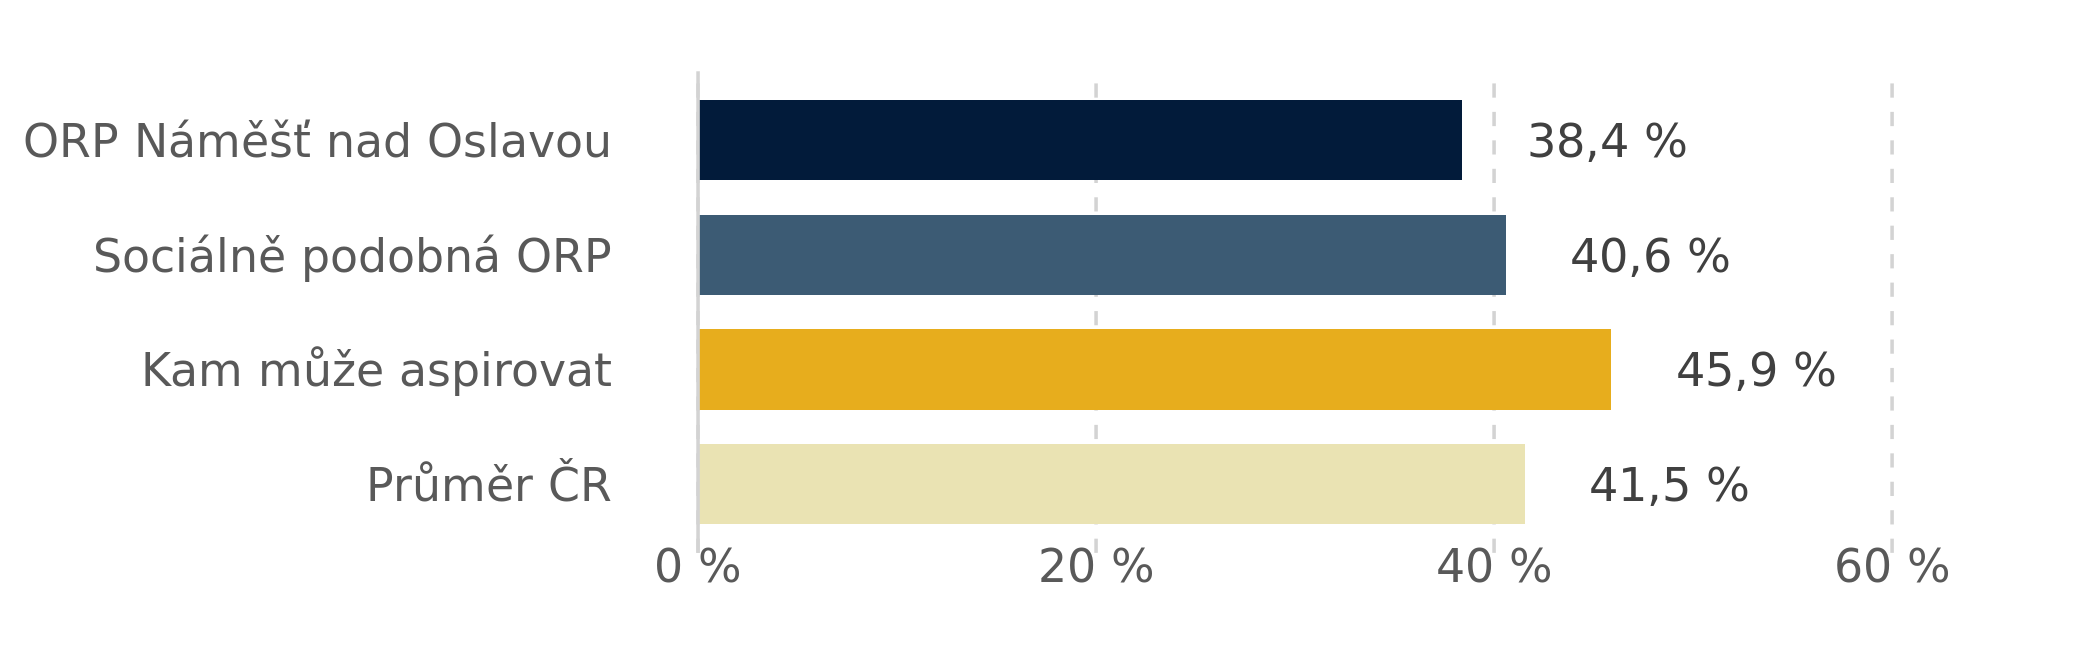 ORP Náměšť nad Oslavou 38,4 %
Sociálně podobná ORP 40,6 %
Kam může aspirovat 45,9 %
Průměr ČR 41,5 %
0 % 20 % 40 % 60 %